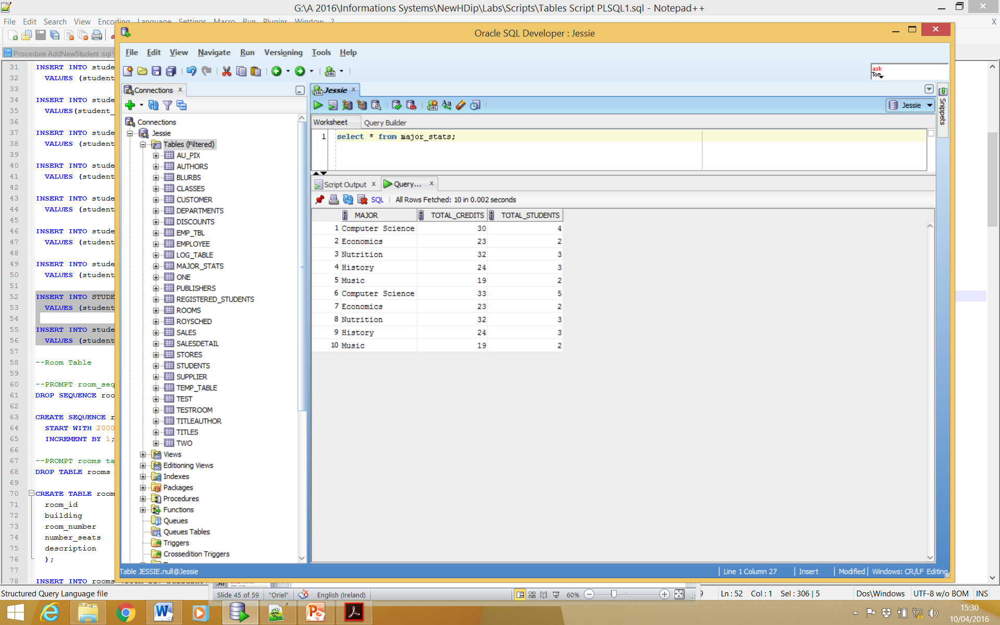 G:\A 2016\Informations Systems\NewHDip\Labs\Scripts\Tables Script PLSQL1.sql - Notepad++
File Edit Search View Encoding Language Settings Macro Run Plugins Window ?
X
Procedure AddNewStudent.sql
Oracle SQL Developer : Jessie
File Edit View Navigate Run Versioning Tools Help
ask
Tom
Connections
Connections
Jessie
Tables (Filtered)
AU_PIX
AUTHORS
BLURBS
CLASSES
CUSTOMER
DEPARTMENTS
DISCOUNTS
EMP_TBL
EMPLOYEE
LOG_TABLE
MAJOR_STATS
ONE
PUBLISHERS
REGISTERED_STUDENTS
ROOMS
ROYSCHED
SALES
SALESDETAIL
STORES
STUDENTS
SUPPLIER
TEMP_TABLE
TEST
TESTROOM
TITLEAUTHOR
TITLES
TWO
Views
Editioning Views
Indexes
Packages
Procedures
Functions
Queues
Queues Tables
Triggers
Crossedition Triggers
Jessie
Jessie
Snippets
Worksheet Query Builder
1 select * from major_stats;
Script Output Query...
SQL All Rows Fetched: 10 in 0.002 seconds
MAJOR TOTAL_CREDITS TOTAL_STUDENTS
1 Computer Science 30 4
2 Economics 23 2
3 Nutrition 32 3
4 History 24 3
5 Music 19 2
6 Computer Science 33 5
7 Economics 23 2
8 Nutrition 32 3
9 History 24 3
10 Music 19 2
31 INSERT INTO stude
32 VALUES (student
33
34 INSERT INTO stude
35 VALUES(student_
36
37 INSERT INTO stude
38 VALUES (student
39
40 INSERT INTO stude
41 VALUES (student
42
43 INSERT INTO stude
44 VALUES (student
45
46 INSERT INTO stude
47 VALUES (student
48
49 INSERT INTO stude
50 VALUES (student
51
52 INSERT INTO STUDE
53 VALUES (student
54
55 INSERT INTO stude
56 VALUES (student
57
58 --Room Table
59
60 --PROMPT room_seq
61 DROP SEQUENCE roo
62
63 CREATE SEQUENCE r
64 START WITH 2000
65 INCREMENT BY 1;
66
67 --PROMPT rooms ta
68 DROP TABLE rooms
69
70 CREATE TABLE room
71 room_id
72 building
73 room_number
74 number_seats
75 description
76 );
77
78 INSERT INTO rooms
Table JESSIE.null@Jessie
Line 1 Column 27 Insert Modified Windows: CR/LF Editing
Slide 45 of 59 "Oriel" English (Ireland) 60%
Structured Query Language file
9 Ln : 52 Col : 1 Sel : 306 | 5 Dos\Windows UTF-8 w/o BOM INS
15:30
10/04/2016